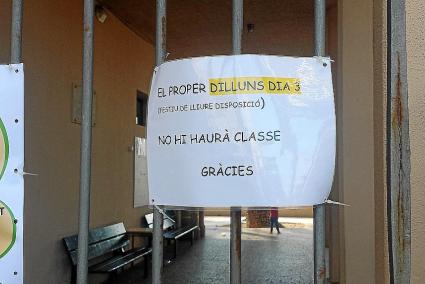 EL PROPER DILLUNS DIA 3
(FESTIU DE LLIURE DISPOSICIÓ)
NO HI HAURÀ CLASSE
GRÀCIES